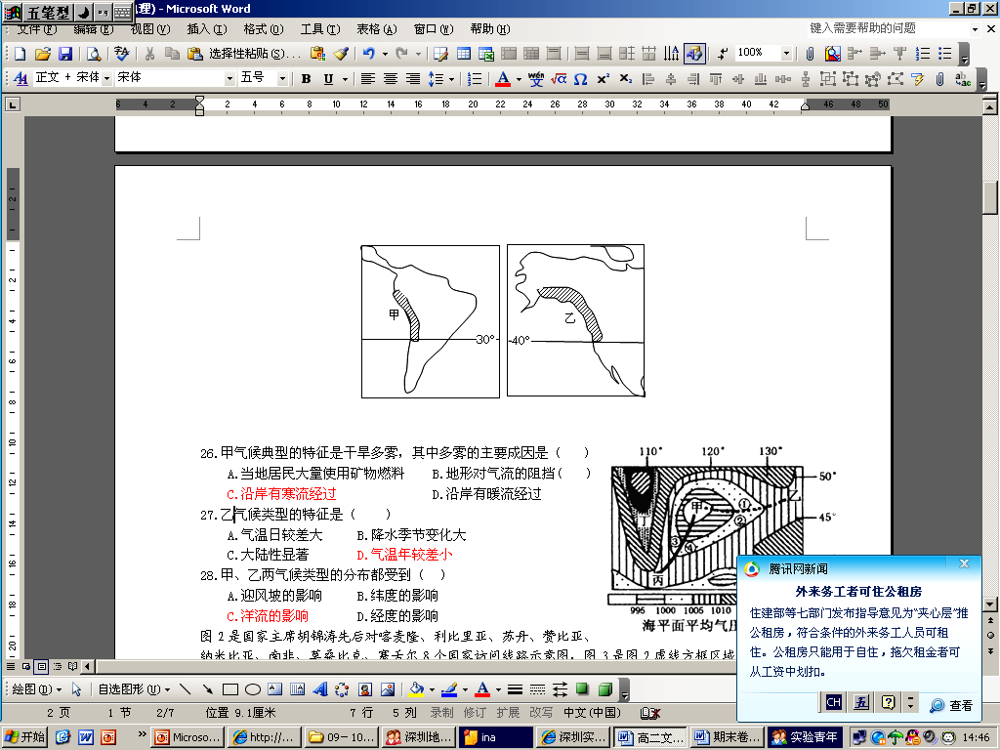 五笔型
理) - Microsoft Word
文件(F) 编辑(E) 视图(V) 插入(I) 格式(O) 工具(T) 表格(A) 窗口(W) 帮助(H) 键入需要帮助的问题
选择性粘贴(S)... 100%
正文 + 宋体 宋体 五号 B U
6 4 2 2 4 6 8 10 12 14 16 18 20 22 24 26 28 30 32 34 36 38 40 42 46 48 50
甲 30°
乙 40°
26.甲气候典型的特征是干旱多雾，其中多雾的主要成因是（ ）
A.当地居民大量使用矿物燃料 B.地形对气流的阻挡( )
C.沿岸有寒流经过 D.沿岸有暖流经过
27.乙气候类型的特征是（ ）
A.气温日较差大 B.降水季节变化大
C.大陆性显著 D.气温年较差小
28.甲、乙两气候类型的分布都受到（ ）
A.迎风坡的影响 B.纬度的影响
C.洋流的影响 D.经度的影响
图2是国家主席胡锦涛先后对喀麦隆、利比里亚、苏丹、赞比亚、
纳米比亚、南非、莫桑比克、塞舌尔8个国家访问线路示意图，图3是图2虚线方框区域
110° 120° 130°
50°
45°
甲 乙 丙 丁 ① ② ③ ④
995 1000 1005 1010
海平面平均气压
腾讯网新闻
外来务工者可住公租房
住建部等七部门发布指导意见为"夹心层"推
公租房，符合条件的外来务工人员可租
住。公租房只能用于自住，拖欠租金者可
从工资中划扣。
CH 五 ? 查看
绘图(D) 自选图形(U)
2 页 1 节 2/7 位置 9.1厘米 7 行 5 列 录制 修订 扩展 改写 中文(中国)
开始 Microso... http://... 09－10... 深圳地... ina 深圳实... 高二文... 期末卷... 实验青年 14:46